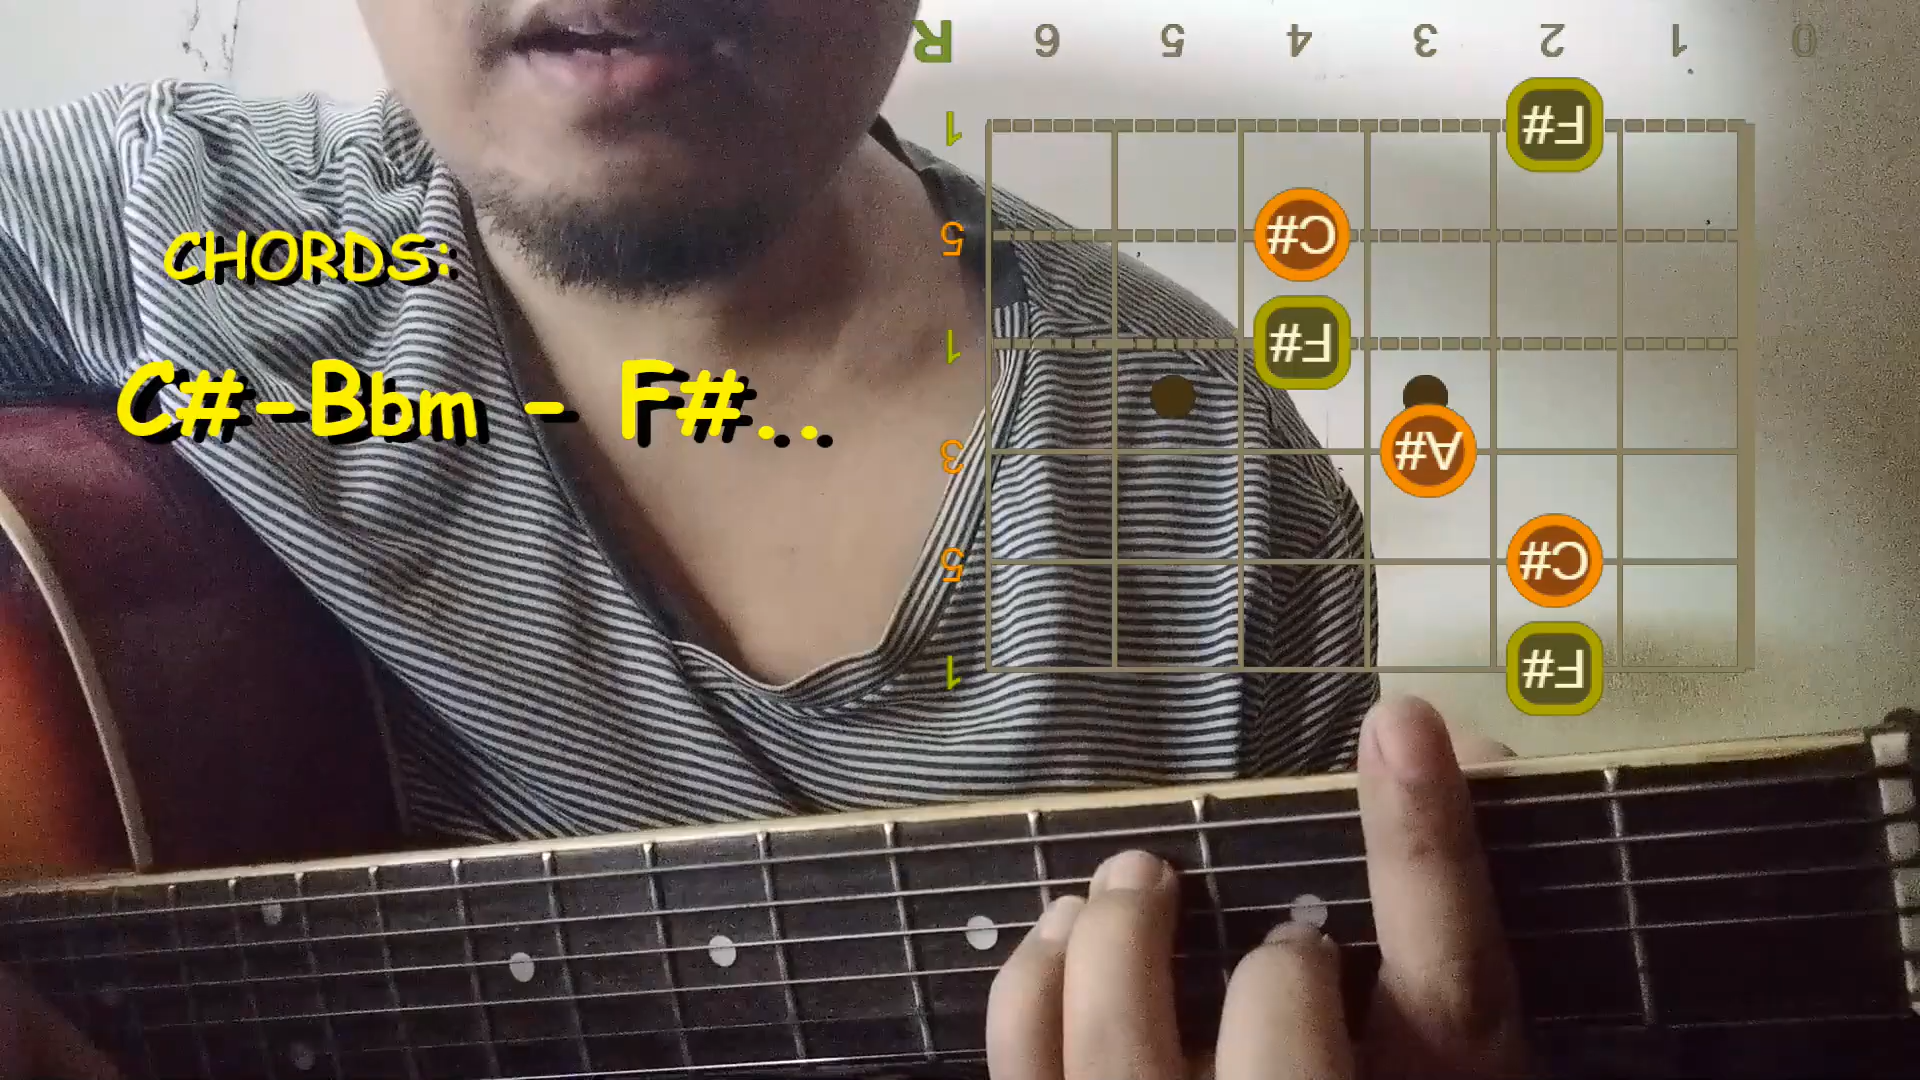 CHORDS:
C#-Bbm - F#..
R 6 5 4 3 2 1 0
1 F#
5 C#
1 F#
3 A#
5 C#
1 F#